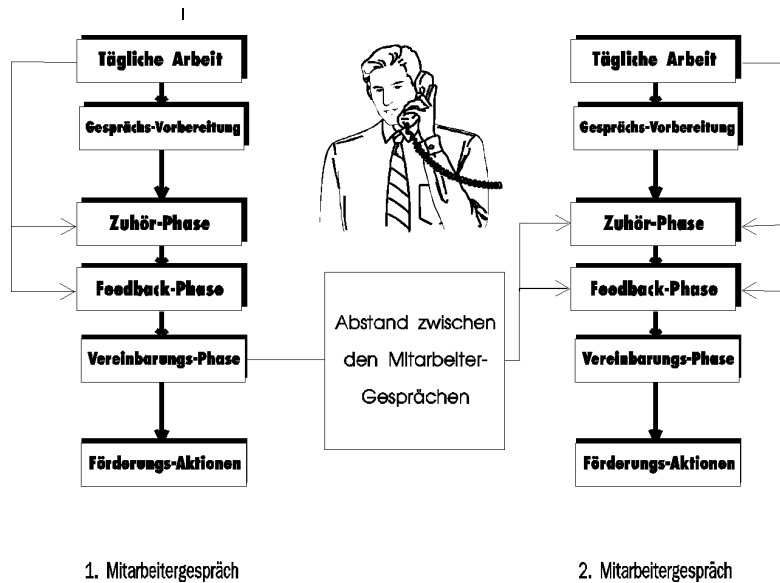 Tägliche Arbeit
Gesprächs-Vorbereitung
Zuhör-Phase
Feedback-Phase
Vereinbarungs-Phase
Förderungs-Aktionen
1. Mitarbeitergespräch
Abstand zwischen
den Mitarbeiter-
Gesprächen
Tägliche Arbeit
Gesprächs-Vorbereitung
Zuhör-Phase
Feedback-Phase
Vereinbarungs-Phase
Förderungs-Aktionen
2. Mitarbeitergespräch